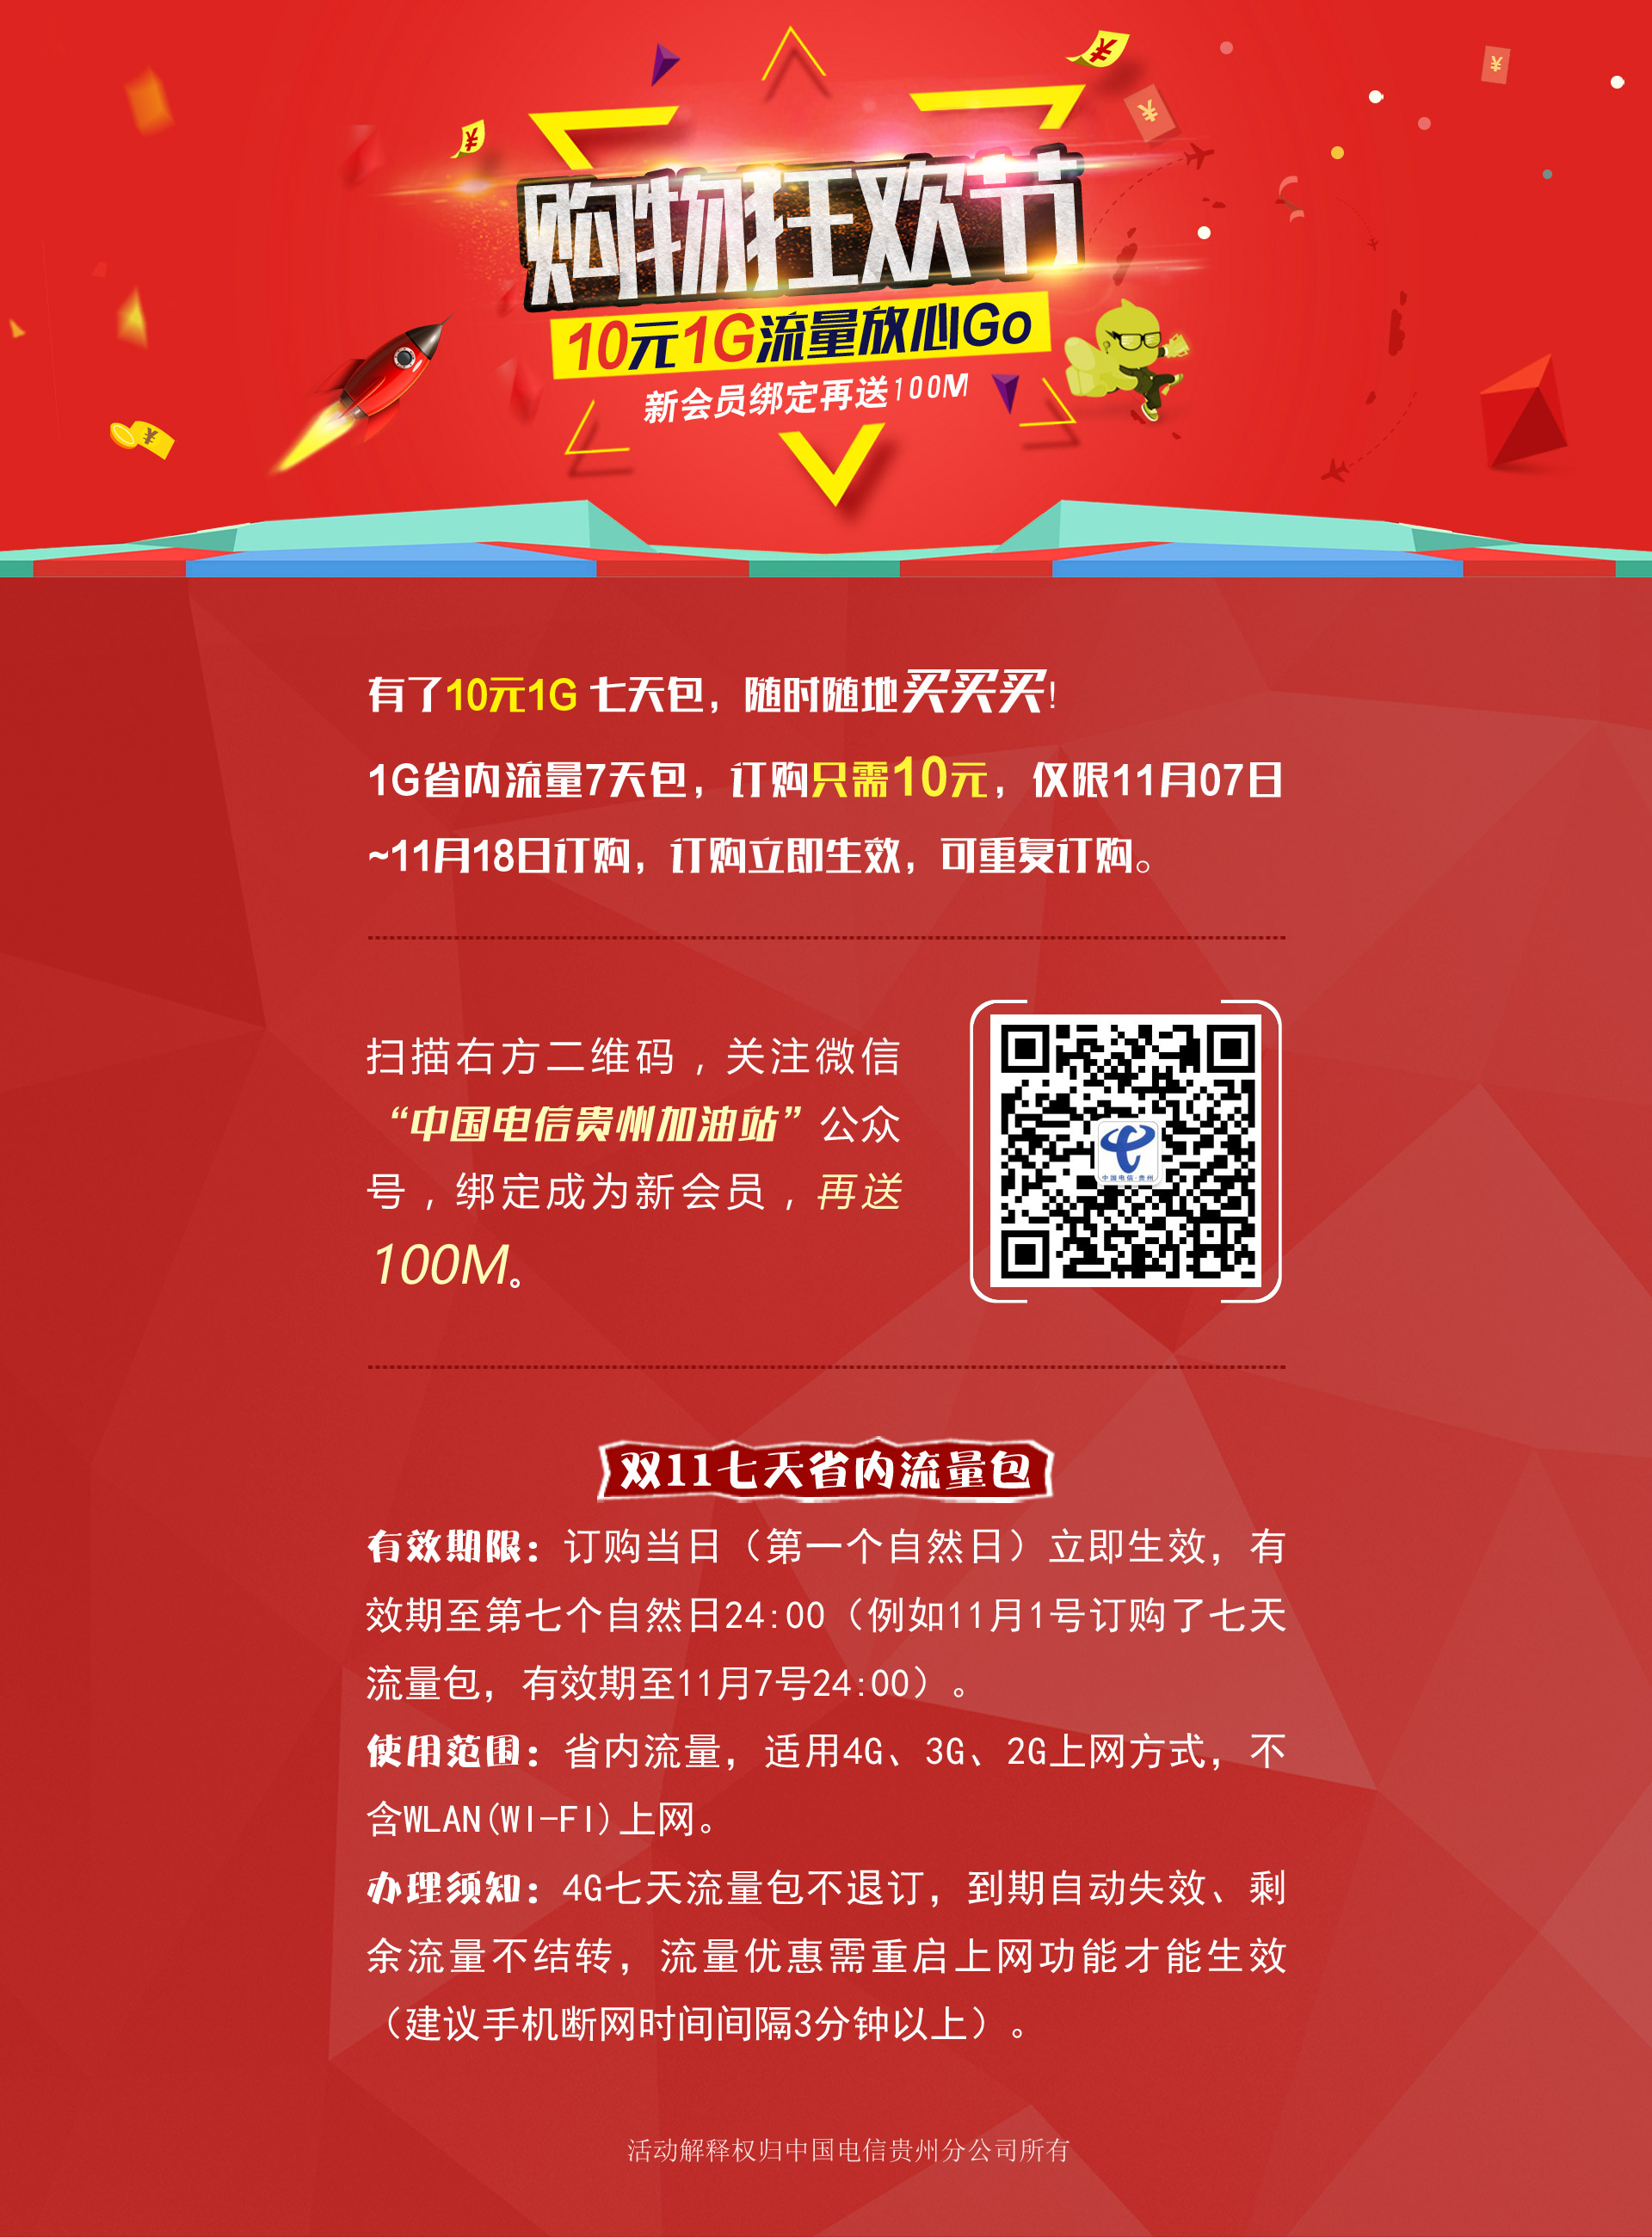 购物狂欢节
10元1G流量放心Go
新会员绑定再送100M
有了10元1G 七天包，随时随地买买买！
1G省内流量7天包，订购只需10元，仅限11月07日
~11月18日订购，订购立即生效，可重复订购。
扫描右方二维码，关注微信
“中国电信贵州加油站”公众
号，绑定成为新会员，再送
100M。
中国电信·贵州
双11七天省内流量包
有效期限：订购当日（第一个自然日）立即生效，有
效期至第七个自然日24:00（例如11月1号订购了七天
流量包，有效期至11月7号24:00）。
使用范围：省内流量，适用4G、3G、2G上网方式，不
含WLAN(WI-FI)上网。
办理须知：4G七天流量包不退订，到期自动失效、剩
余流量不结转，流量优惠需重启上网功能才能生效
（建议手机断网时间间隔3分钟以上）。
活动解释权归中国电信贵州分公司所有